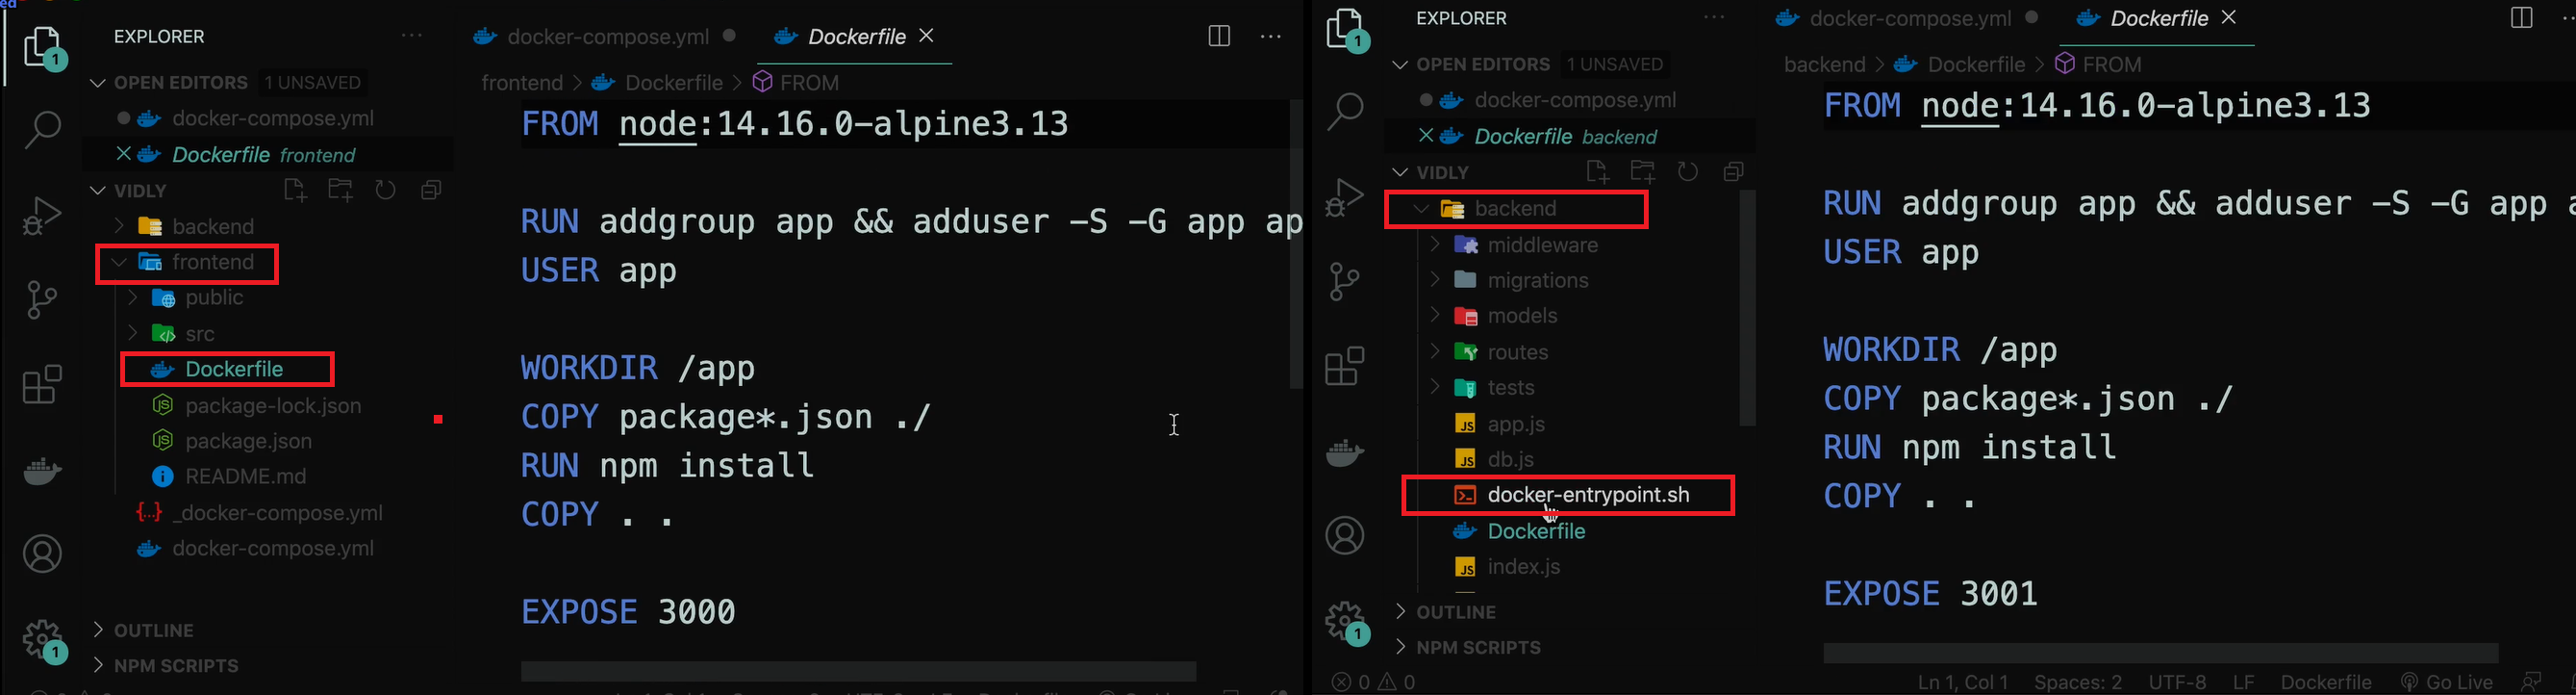 EXPLORER
OPEN EDITORS 1 UNSAVED
docker-compose.yml
Dockerfile frontend
VIDLY
backend
frontend
public
src
Dockerfile
package-lock.json
package.json
README.md
_docker-compose.yml
docker-compose.yml
OUTLINE
NPM SCRIPTS
1
1
docker-compose.yml Dockerfile
frontend > Dockerfile > FROM
FROM node:14.16.0-alpine3.13
RUN addgroup app && adduser -S -G app ap
USER app
WORKDIR /app
COPY package*.json ./
RUN npm install
COPY . .
EXPOSE 3000
EXPLORER
OPEN EDITORS 1 UNSAVED
docker-compose.yml
Dockerfile backend
VIDLY
backend
middleware
migrations
models
routes
tests
app.js
db.js
docker-entrypoint.sh
Dockerfile
index.js
OUTLINE
NPM SCRIPTS
1
1
docker-compose.yml Dockerfile
backend > Dockerfile > FROM
FROM node:14.16.0-alpine3.13
RUN addgroup app && adduser -S -G app
USER app
WORKDIR /app
COPY package*.json ./
RUN npm install
COPY . .
EXPOSE 3001
0 0 Ln 1, Col 1 Spaces: 2 UTF-8 LF Dockerfile Go Live